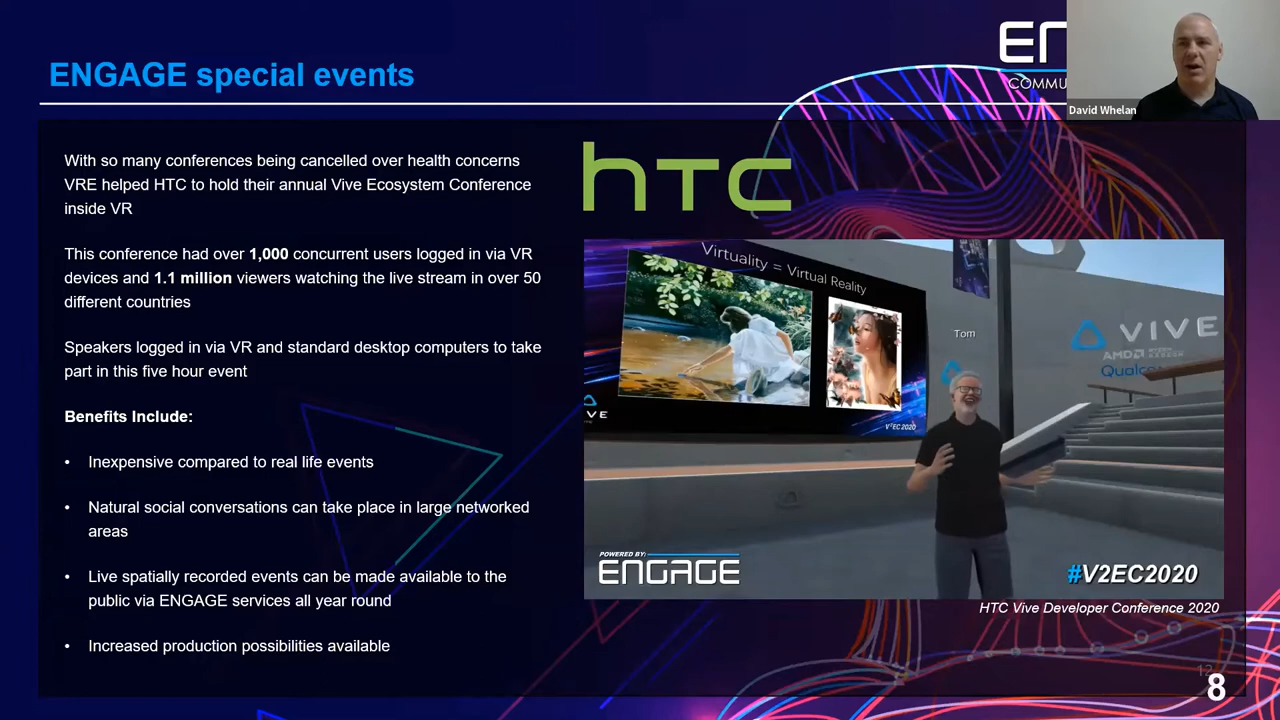 ENGAGE special events
David Whelan
With so many conferences being cancelled over health concerns
VRE helped HTC to hold their annual Vive Ecosystem Conference
inside VR
This conference had over 1,000 concurrent users logged in via VR
devices and 1.1 million viewers watching the live stream in over 50
different countries
Speakers logged in via VR and standard desktop computers to take
part in this five hour event
Benefits Include:
• Inexpensive compared to real life events
• Natural social conversations can take place in large networked
areas
• Live spatially recorded events can be made available to the
public via ENGAGE services all year round
• Increased production possibilities available
hTC
Virtuality = Virtual Reality
Tom
VIVE
AMD RYZEN RADEON
V²EC 2020
POWERED BY:
ENGAGE
#V2EC2020
HTC Vive Developer Conference 2020
12
8